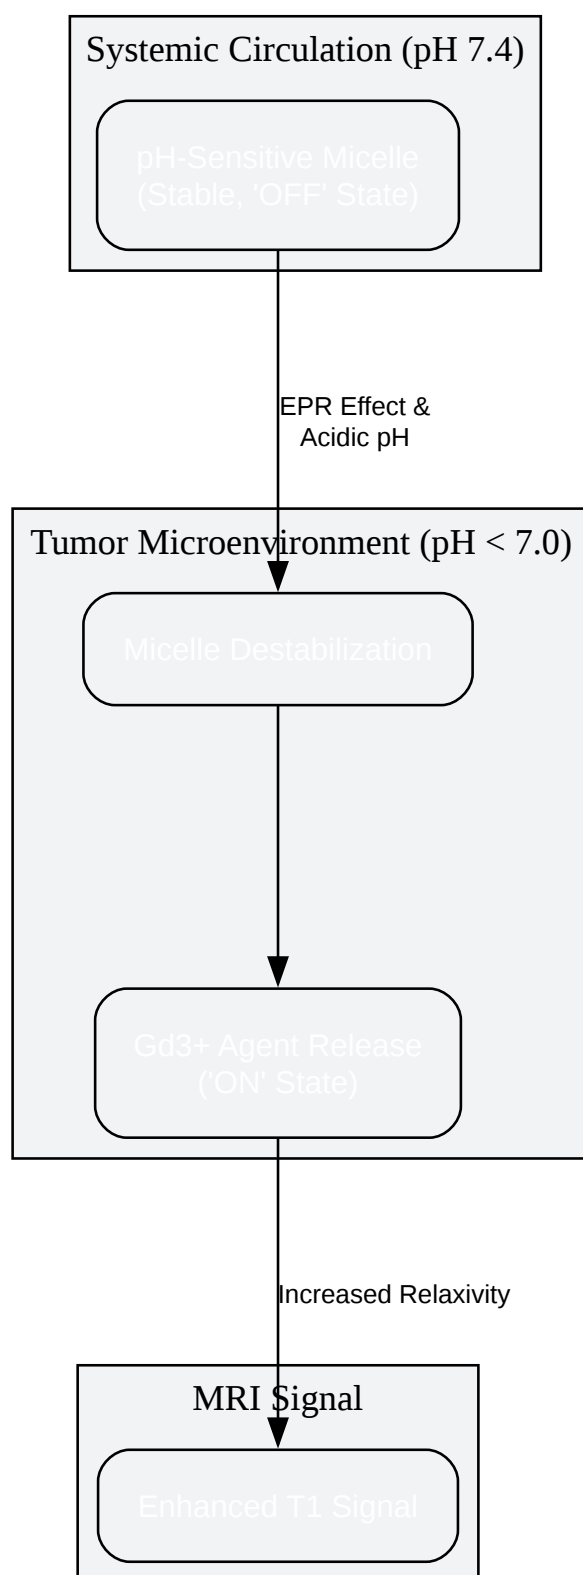 Systemic Circulation (pH 7.4)
pH-Sensitive Micelle
(Stable, 'OFF' State)
EPR Effect &
Acidic pH
Tumor Microenvironment (pH < 7.0)
Micelle Destabilization
Gd3+ Agent Release
('ON' State)
Increased Relaxivity
MRI Signal
Enhanced T1 Signal